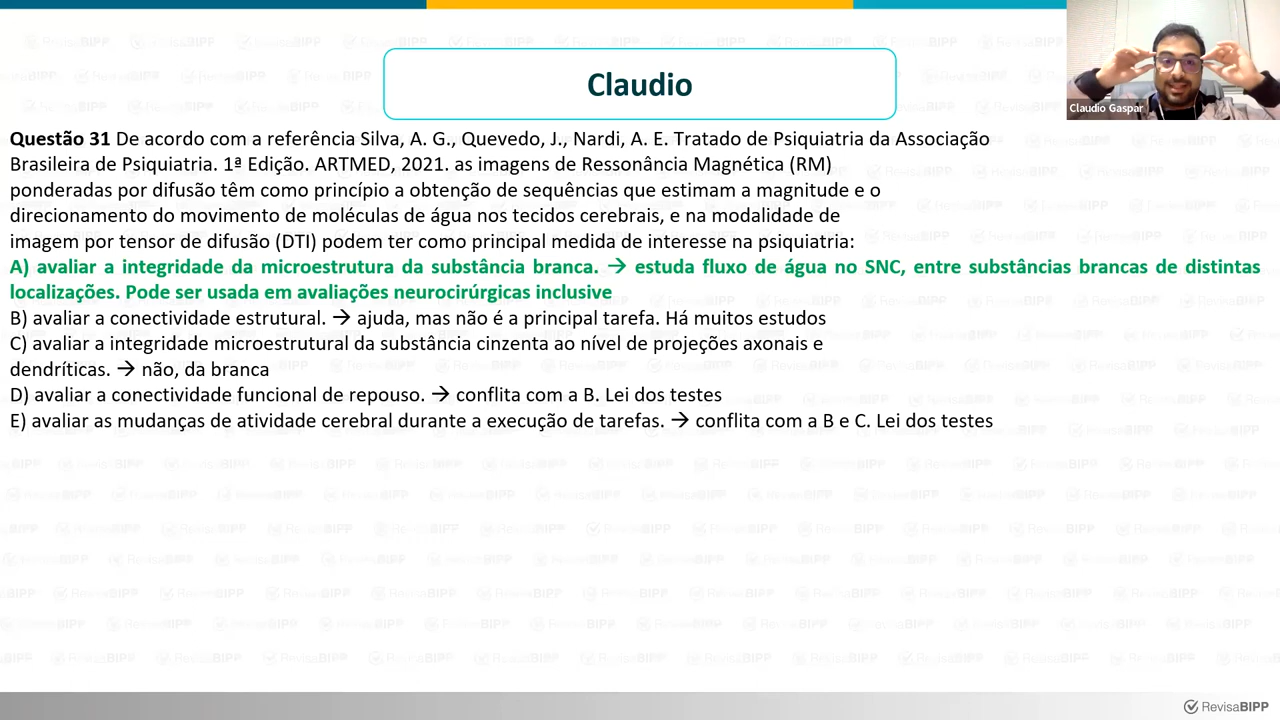 Claudio
Claudio Gaspar
Questão 31 De acordo com a referência Silva, A. G., Quevedo, J., Nardi, A. E. Tratado de Psiquiatria da Associação
Brasileira de Psiquiatria. 1ª Edição. ARTMED, 2021. as imagens de Ressonância Magnética (RM)
ponderadas por difusão têm como princípio a obtenção de sequências que estimam a magnitude e o
direcionamento do movimento de moléculas de água nos tecidos cerebrais, e na modalidade de
imagem por tensor de difusão (DTI) podem ter como principal medida de interesse na psiquiatria:
A) avaliar a integridade da microestrutura da substância branca. → estuda fluxo de água no SNC, entre substâncias brancas de distintas
localizações. Pode ser usada em avaliações neurocirúrgicas inclusive
B) avaliar a conectividade estrutural. → ajuda, mas não é a principal tarefa. Há muitos estudos
C) avaliar a integridade microestrutural da substância cinzenta ao nível de projeções axonais e
dendríticas. → não, da branca
D) avaliar a conectividade funcional de repouso. → conflita com a B. Lei dos testes
E) avaliar as mudanças de atividade cerebral durante a execução de tarefas. → conflita com a B e C. Lei dos testes
RevisaBIPP